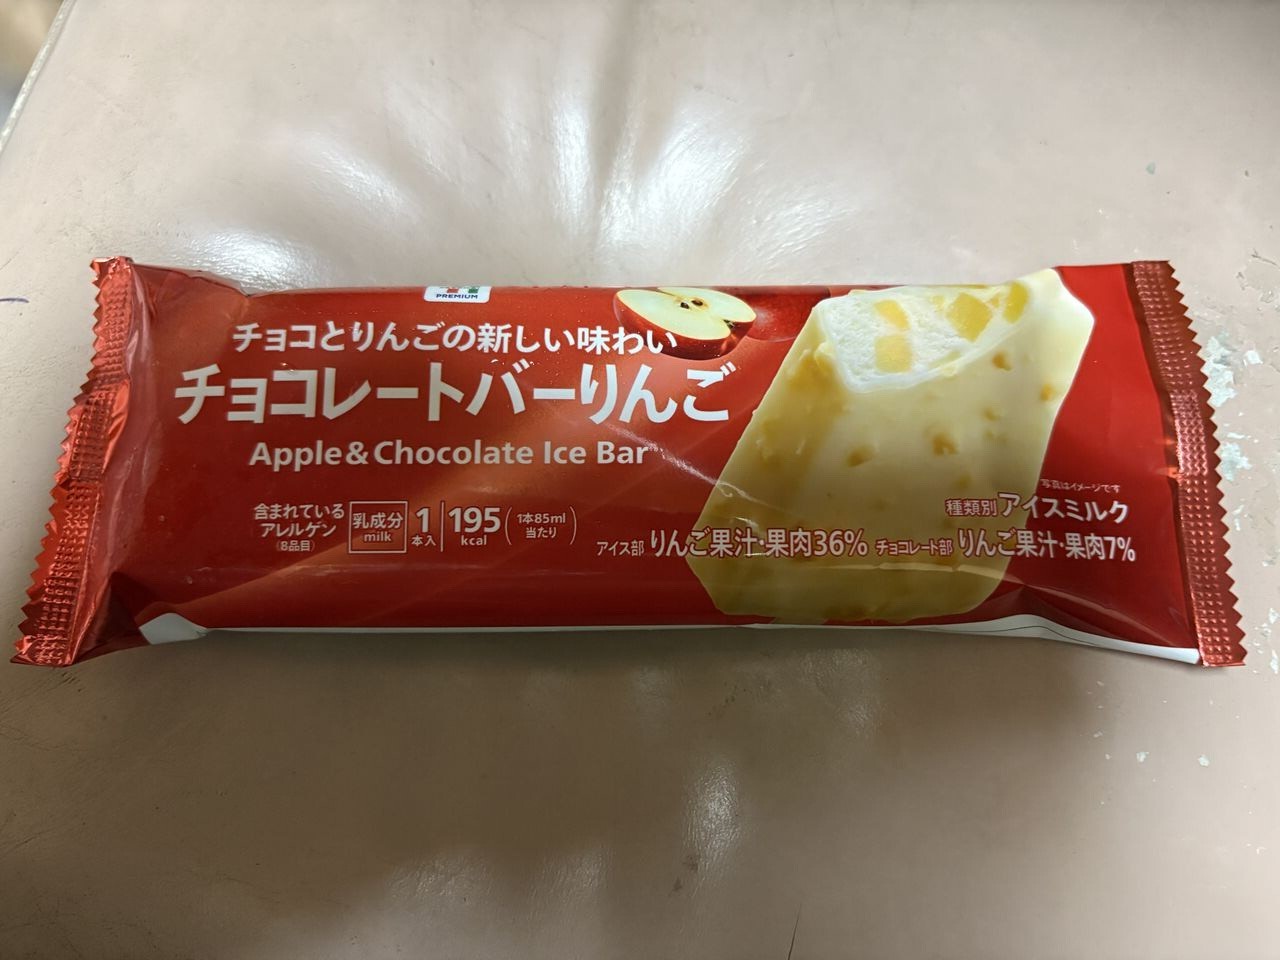 PREMIUM
チョコとりんごの新しい味わい
チョコレートバーりんご
Apple&Chocolate Ice Bar
含まれている
アレルゲン
(8品目)
乳成分
milk
1
本入
195
kcal
(1本85ml
当たり)
写真はイメージです
種類別アイスミルク
アイス部 りんご果汁・果肉36% チョコレート部 りんご果汁・果肉7%